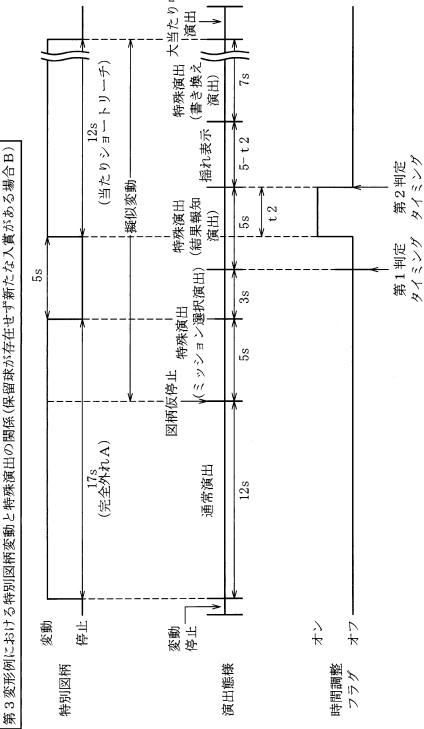 第3変形例における特別図柄変動と特殊演出の関係(保留球が存在せず新たな入賞がある場合B)
特別図柄
変動
停止
17s
(完全外れA)
5s
12s
(当たりショートリーチ)
擬似変動
図柄仮停止
演出態様
変動
停止
通常演出
特殊演出
(ミッション選択演出)
特殊演出
(結果報知
演出)
揺れ表示
特殊演出
(書き換え
演出)
大当たり中
演出
12s
5s
3s
5s
5-t2
7s
t2
時間調整
フラグ
オン
オフ
第1判定
タイミング
第2判定
タイミング